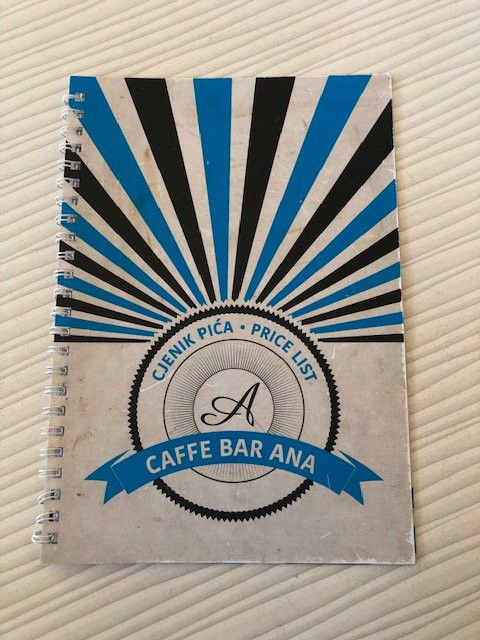 CJENIK PIĆA • PRICE LIST
A
CAFFE BAR ANA